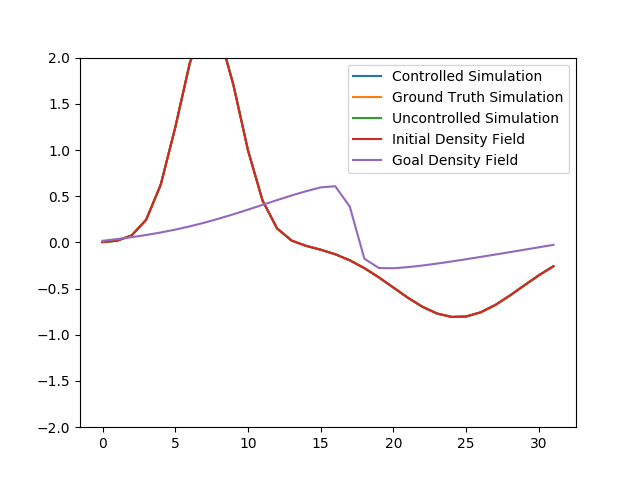 2.0
1.5
1.0
0.5
0.0
−0.5
−1.0
−1.5
−2.0
0 5 10 15 20 25 30
Controlled Simulation
Ground Truth Simulation
Uncontrolled Simulation
Initial Density Field
Goal Density Field